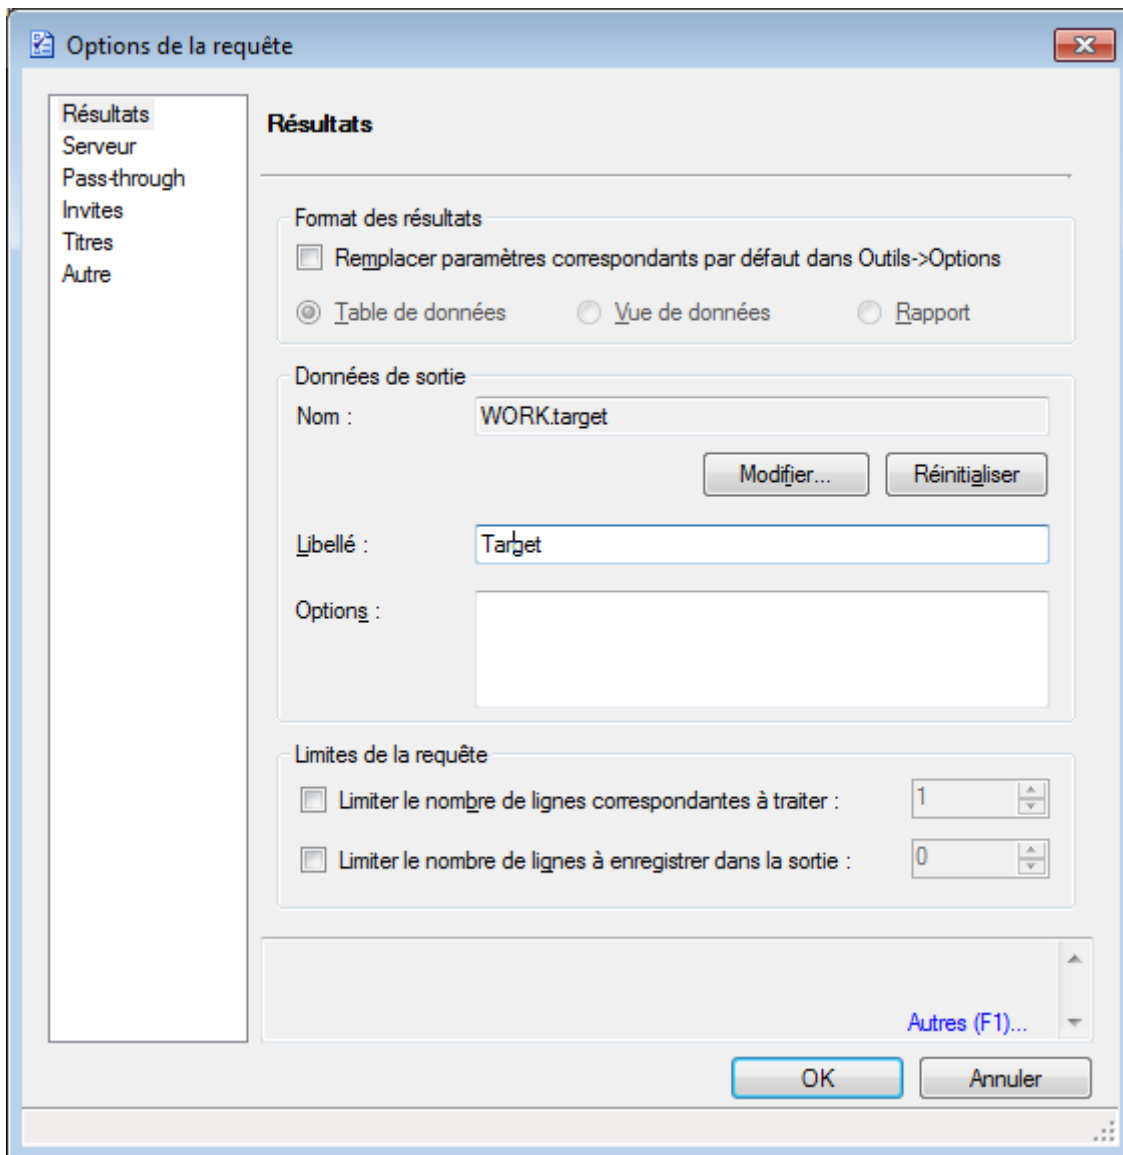 Options de la requête
Résultats
Serveur
Pass-through
Invites
Titres
Autre
Résultats
Format des résultats
Remplacer paramètres correspondants par défaut dans Outils->Options
Table de données Vue de données Rapport
Données de sortie
Nom : WORK.target
Modifier... Réinitialiser
Libellé : Target
Options :
Limites de la requête
Limiter le nombre de lignes correspondantes à traiter : 1
Limiter le nombre de lignes à enregistrer dans la sortie : 0
Autres (F1)...
OK Annuler